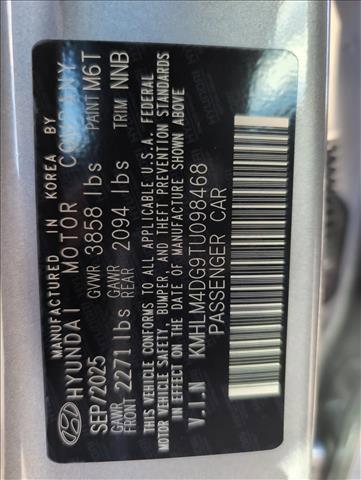 MANUFACTURED IN KOREA BY
HYUNDAI MOTOR COMPANY
SEP/2025 GVWR 3858 lbs PAINT M6T
GAWR FRONT 2271 lbs GAWR REAR 2094 lbs TRIM NNB
THIS VEHICLE CONFORMS TO ALL APPLICABLE U.S.A. FEDERAL
MOTOR VEHICLE SAFETY, BUMPER, AND THEFT PREVENTION STANDARDS
IN EFFECT ON THE DATE OF MANUFACTURE SHOWN ABOVE
V.I.N KMHLM4DG9TU098468
PASSENGER CAR